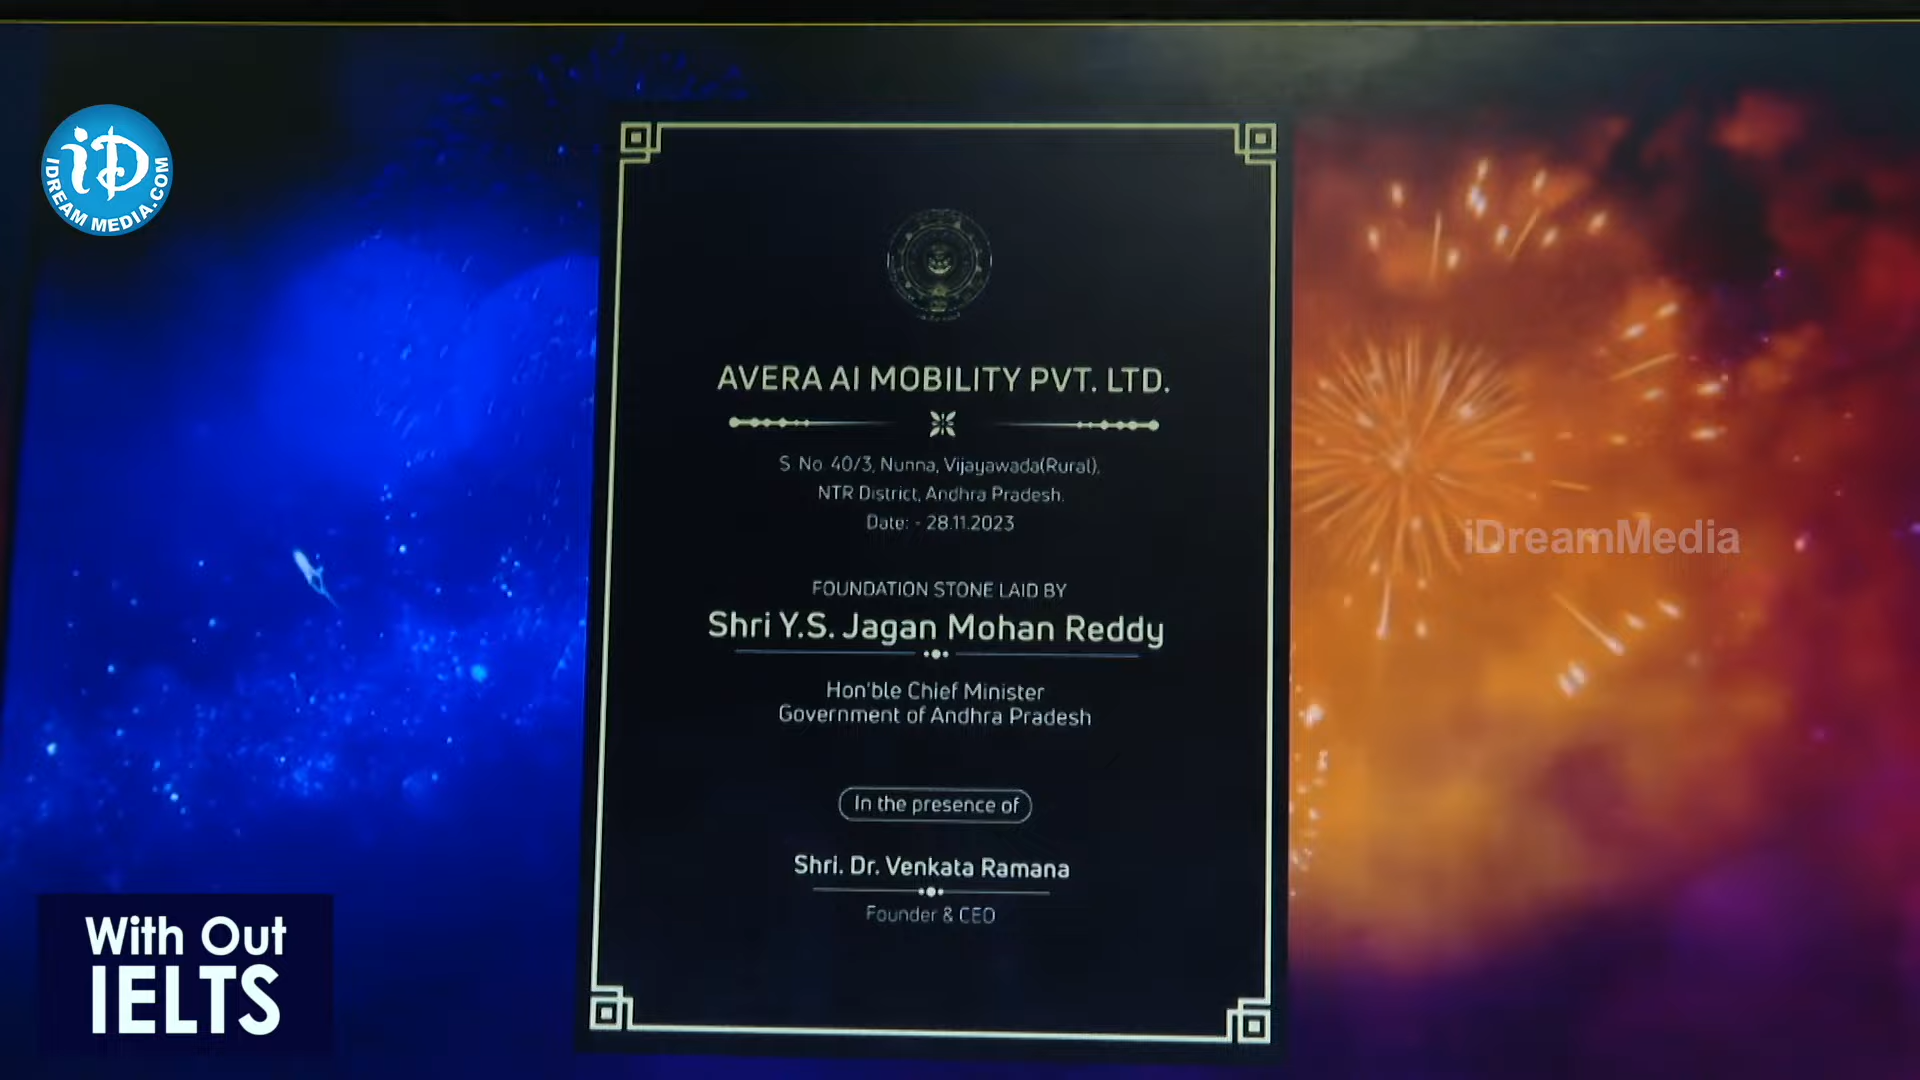 iD
IDREAM MEDIA.COM
AVERA AI MOBILITY PVT. LTD.
S. No. 40/3, Nunna, Vijayawada(Rural),
NTR District, Andhra Pradesh.
Date: - 28.11.2023
FOUNDATION STONE LAID BY
Shri Y.S. Jagan Mohan Reddy
Hon'ble Chief Minister
Government of Andhra Pradesh
In the presence of
Shri. Dr. Venkata Ramana
Founder & CEO
iDreamMedia
With Out
IELTS